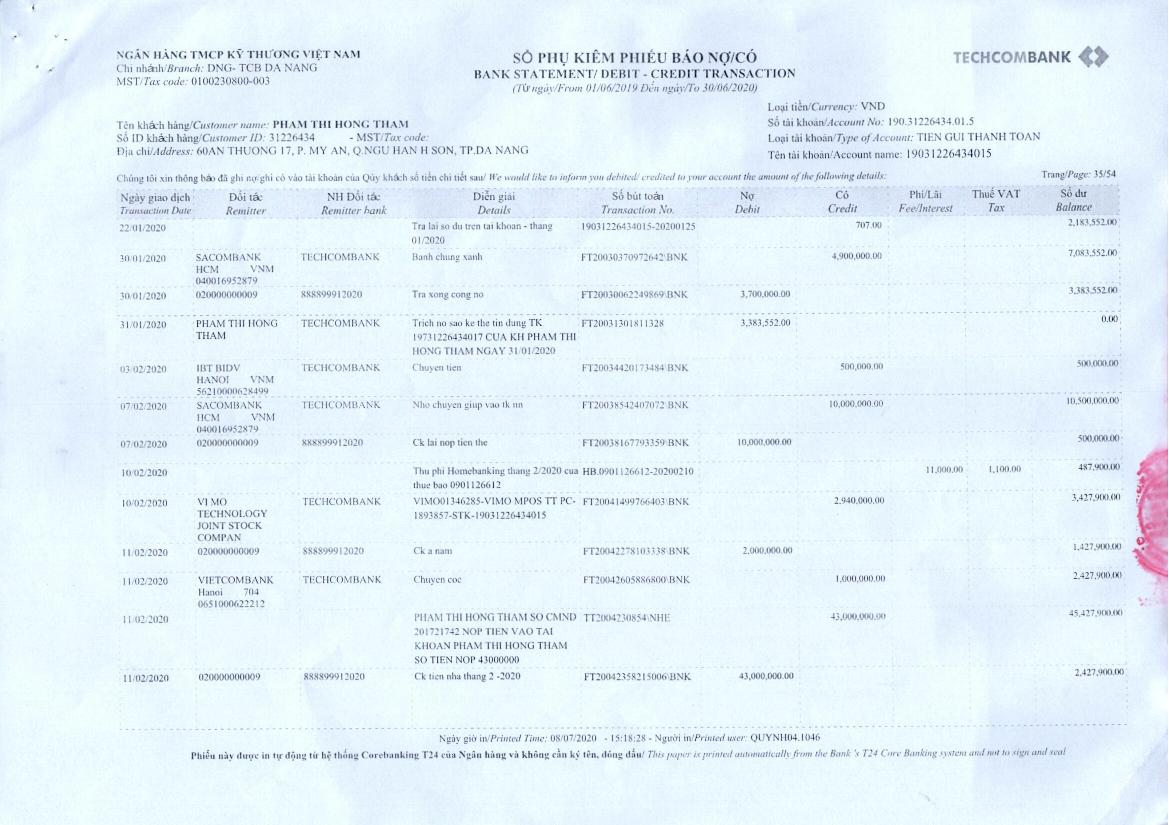 NGÂN HÀNG TMCP KỸ THƯƠNG VIỆT NAM
Chi nhánh/Branch: DNG- TCB DA NANG
MST/Tax code: 0100230800-003
SỔ PHỤ KIÊM PHIẾU BÁO NỢ/CÓ
BANK STATEMENT/ DEBIT - CREDIT TRANSACTION
(Từ ngày/From 01/06/2019 Đến ngày/To 30/06/2020)
TECHCOMBANK
Loại tiền/Currency: VND
Số tài khoản/Account No: 190.31226434.01.5
Loại tài khoản/Type of Account: TIEN GUI THANH TOAN
Tên tài khoản/Account name: 19031226434015
Tên khách hàng/Customer name: PHAM THI HONG THAM
Số ID khách hàng/Customer ID: 31226434 - MST/Tax code:
Địa chỉ/Address: 60AN THUONG 17, P. MY AN, Q.NGU HAN H SON, TP.DA NANG
Chúng tôi xin thông báo đã ghi nợ/ghi có vào tài khoản của Qúy khách số tiền chi tiết sau/ We would like to inform you debited/ credited to your account the amount of the following details:
Trang/Page: 35/54
Ngày giao dịch Đối tác NH Đối tác Diễn giải Số bút toán Nợ Có Phí/Lãi Thuế VAT Số dư
Transaction Date Remitter Remitter bank Details Transaction No. Debit Credit Fee/Interest Tax Balance
22/01/2020 Tra lai so du tren tai khoan - thang 19031226434015-20200125 707.00 2,183,552.00
01/2020
30/01/2020 SACOMBANK TECHCOMBANK Banh chung xanh FT20030370972642\BNK 4,900,000.00 7,083,552.00
HCM VNM
040016952879
30/01/2020 020000000009 888899912020 Tra xong cong no FT20030062249869\BNK 3,700,000.00 3,383,552.00
31/01/2020 PHAM THI HONG TECHCOMBANK Trich no sao ke the tin dung TK FT20031301811328 3,383,552.00 0.00
THAM 19731226434017 CUA KH PHAM THI
HONG THAM NGAY 31/01/2020
03/02/2020 IBT BIDV TECHCOMBANK Chuyen tien FT20034420173484\BNK 500,000.00 500,000.00
HANOI VNM
56210000628499
07/02/2020 SACOMBANK TECHCOMBANK Nho chuyen giup vao tk nn FT20038542407072\BNK 10,000,000.00 10,500,000.00
HCM VNM
040016952879
07/02/2020 020000000009 888899912020 Ck lai nop tien the FT20038167793359\BNK 10,000,000.00 500,000.00
10/02/2020 Thu phi Homebanking thang 2/2020 cua HB.0901126612-20200210 11,000.00 1,100.00 487,900.00
thue bao 0901126612
10/02/2020 VI MO TECHCOMBANK VIMO01346285-VIMO MPOS TT PC- FT20041499766403\BNK 2,940,000.00 3,427,900.00
TECHNOLOGY 1893857-STK-19031226434015
JOINT STOCK
COMPAN
11/02/2020 020000000009 888899912020 Ck a nam FT20042278103338\BNK 2,000,000.00 1,427,900.00
11/02/2020 VIETCOMBANK TECHCOMBANK Chuyen coc FT20042605886800\BNK 1,000,000.00 2,427,900.00
Hanoi 704
0651000622212
11/02/2020 PHAM THI HONG THAM SO CMND TT2004230854\NHE 43,000,000.00 45,427,900.00
201721742 NOP TIEN VAO TAI
KHOAN PHAM THI HONG THAM
SO TIEN NOP 43000000
11/02/2020 020000000009 888899912020 Ck tien nha thang 2 -2020 FT20042358215006\BNK 43,000,000.00 2,427,900.00
Ngày giờ in/Printed Time: 08/07/2020 - 15:18:28 - Người in/Printed user: QUYNH04.1046
Phiếu này được in tự động từ hệ thống Corebanking T24 của Ngân hàng và không cần ký tên, đóng dấu/ This paper is printed automatically from the Bank 's T24 Core Banking system and not to sign and seal